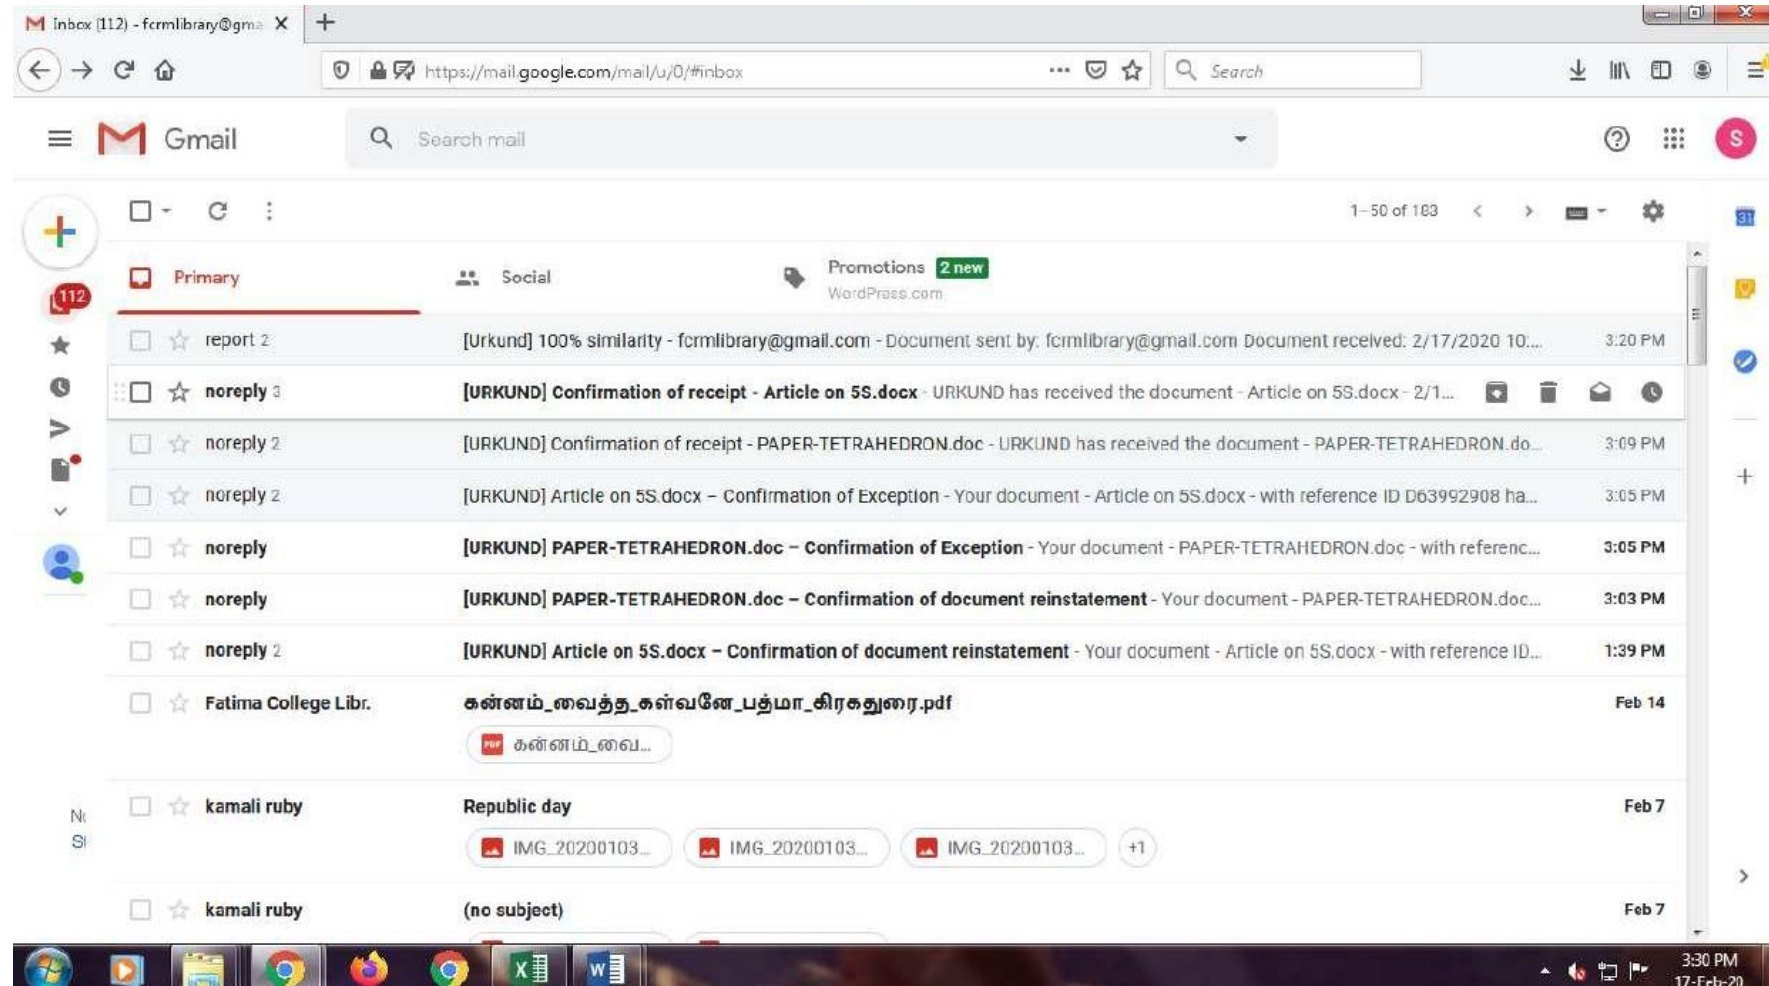 Inbox (112) - fcrmlibrary@gma
https://mail.google.com/mail/u/0/#inbox
Search
Gmail
Search mail
S
1–50 of 183
31
Primary
Social
Promotions 2 new
WordPress.com
112
report 2 [Urkund] 100% similarity - fcrmlibrary@gmail.com - Document sent by: fcrmlibrary@gmail.com Document received: 2/17/2020 10:... 3:20 PM
noreply 3 [URKUND] Confirmation of receipt - Article on 5S.docx - URKUND has received the document - Article on 5S.docx - 2/1...
noreply 2 [URKUND] Confirmation of receipt - PAPER-TETRAHEDRON.doc - URKUND has received the document - PAPER-TETRAHEDRON.do... 3:09 PM
noreply 2 [URKUND] Article on 5S.docx – Confirmation of Exception - Your document - Article on 5S.docx - with reference ID D63992908 ha... 3:05 PM
noreply [URKUND] PAPER-TETRAHEDRON.doc – Confirmation of Exception - Your document - PAPER-TETRAHEDRON.doc - with referenc... 3:05 PM
noreply [URKUND] PAPER-TETRAHEDRON.doc – Confirmation of document reinstatement - Your document - PAPER-TETRAHEDRON.doc... 3:03 PM
noreply 2 [URKUND] Article on 5S.docx – Confirmation of document reinstatement - Your document - Article on 5S.docx - with reference ID... 1:39 PM
Fatima College Libr. கன்னம்_வைத்த_கள்வனே_பத்மா_கிரகதுரை.pdf Feb 14
PDF கன்னம்_வை...
kamali ruby Republic day Feb 7
IMG_20200103... IMG_20200103... IMG_20200103... +1
kamali ruby (no subject) Feb 7
3:30 PM
17-Feb-20